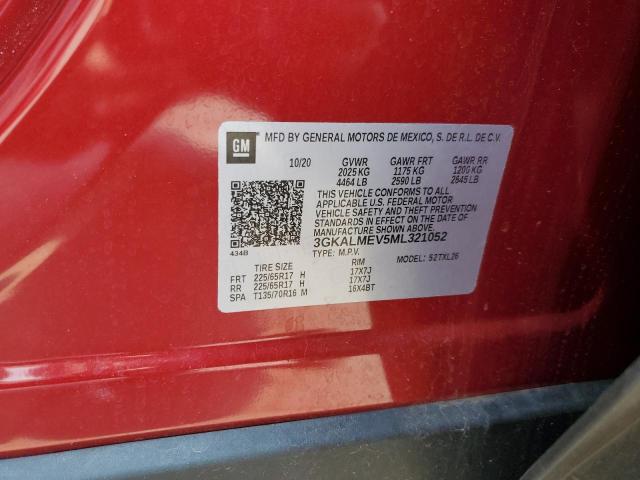 GM
MFD BY GENERAL MOTORS DE MEXICO, S. DE R.L. DE C.V.
10/20 GVWR GAWR FRT GAWR RR
2025 KG 1175 KG 1200 KG
4464 LB 2590 LB 2645 LB
THIS VEHICLE CONFORMS TO ALL
APPLICABLE U.S. FEDERAL MOTOR
VEHICLE SAFETY AND THEFT PREVENTION
STANDARDS IN EFFECT ON THE DATE OF
MANUFACTURE SHOWN ABOVE.
3GKALMEV5ML321052
434B TYPE: M.P.V. MODEL: 52TXL26
TIRE SIZE RIM
FRT 225/65R17 H 17X7J
RR 225/65R17 H 17X7J
SPA T135/70R16 M 16X4BT